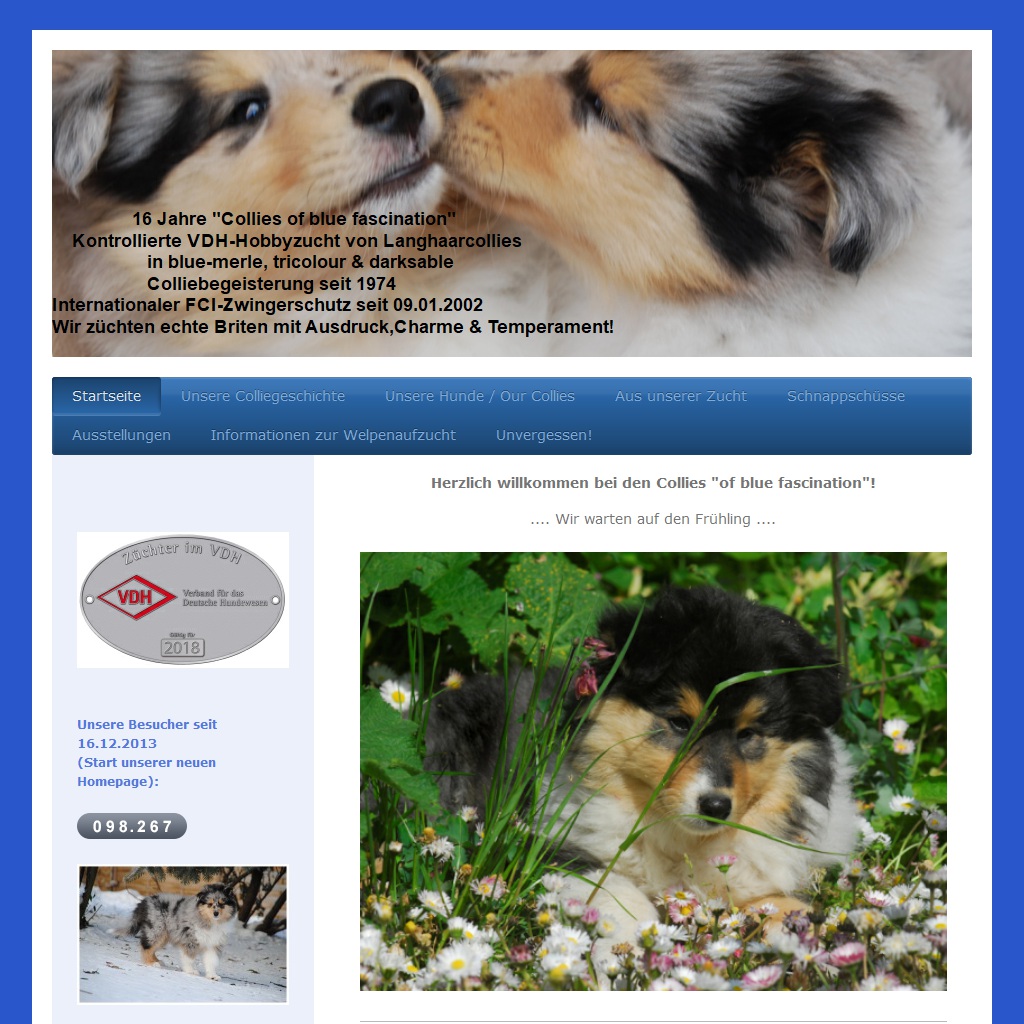 16 Jahre "Collies of blue fascination"
Kontrollierte VDH-Hobbyzucht von Langhaarcollies
in blue-merle, tricolour & darksable
Colliebegeisterung seit 1974
Internationaler FCI-Zwingerschutz seit 09.01.2002
Wir züchten echte Briten mit Ausdruck,Charme & Temperament!
Startseite Unsere Colliegeschichte Unsere Hunde / Our Collies Aus unserer Zucht Schnappschüsse
Ausstellungen Informationen zur Welpenaufzucht Unvergessen!
Herzlich willkommen bei den Collies "of blue fascination"!
.... Wir warten auf den Frühling ....
Züchter im VDH
VDH
Verband für das
Deutsche Hundewesen
Gültig für
2018
Unsere Besucher seit
16.12.2013
(Start unserer neuen
Homepage):
098.267